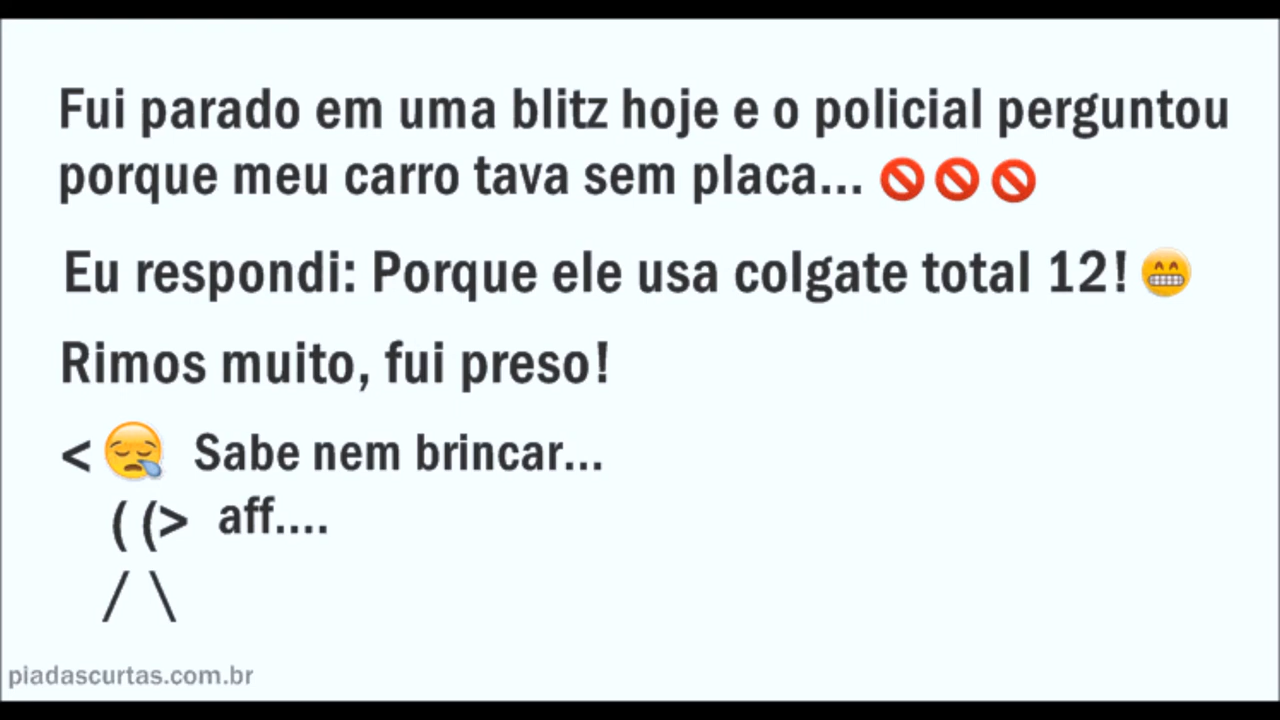 Fui parado em uma blitz hoje e o policial perguntou
porque meu carro tava sem placa... 🚫🚫🚫
Eu respondi: Porque ele usa colgate total 12! 😁
Rimos muito, fui preso!
< 😪 Sabe nem brincar...
( (> aff....
/ \
piadascurtas.com.br